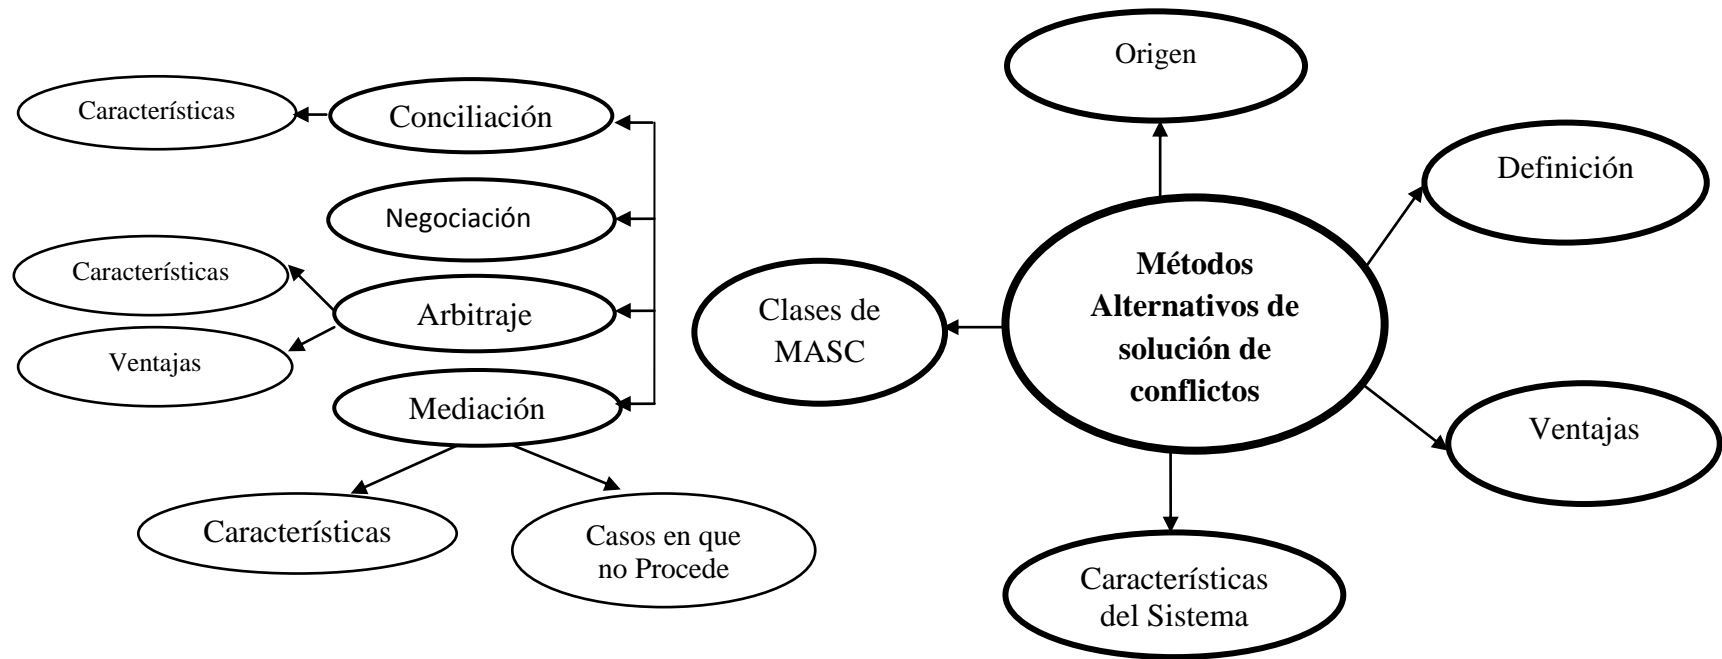 Origen
Características
Conciliación
Definición
Negociación
Métodos
Alternativos de
solución de
conflictos
Características
Arbitraje
Clases de
MASC
Ventajas
Mediación
Ventajas
Características
Casos en que
no Procede
Características
del Sistema